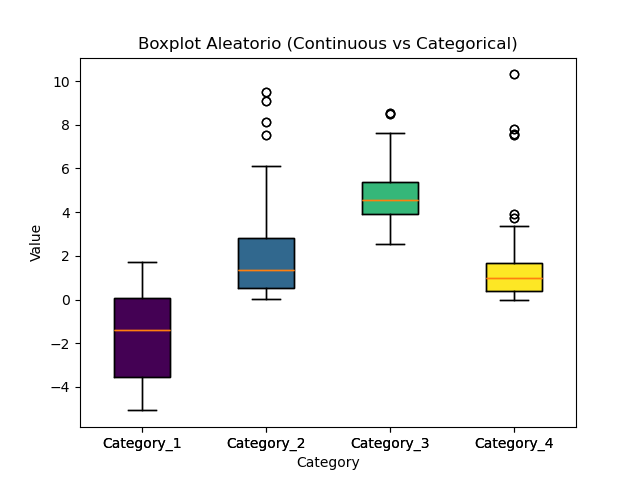 Boxplot Aleatorio (Continuous vs Categorical)
10
8
6
4
2
0
−2
−4
Value
Category_1 Category_2 Category_3 Category_4
Category